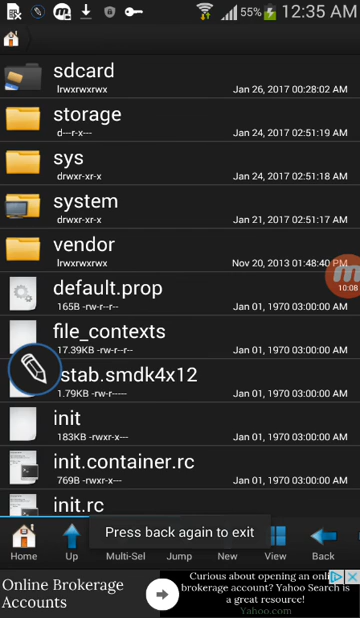 55% 12:35 AM
sdcard
lrwxrwxrwx Jan 26, 2017 00:28:02 AM
storage
d---r-x--- Jan 24, 2017 02:51:19 AM
sys
drwxr-xr-x Jan 24, 2017 02:51:18 AM
system
drwxr-xr-x Jan 21, 2017 02:51:17 AM
vendor
lrwxrwxrwx Nov 20, 2013 01:48:40 PM
default.prop
165B -rw-r--r-- Jan 01, 1970 03:00:00 AM
10:08
file_contexts
17.39KB -rw-r--r-- Jan 01, 1970 03:00:00 AM
stab.smdk4x12
1.79KB -rw-r----- Jan 01, 1970 03:00:00 AM
init
183KB -rwxr-x--- Jan 01, 1970 03:00:00 AM
init.container.rc
769B -rwxr-x--- Jan 01, 1970 03:00:00 AM
init.rc
Press back again to exit
Home Up Multi-Sel Jump New View Back
Online Brokerage
Accounts
Curious about opening an onli
brokerage account? Yahoo Search is
a great resource!
Yahoo.com